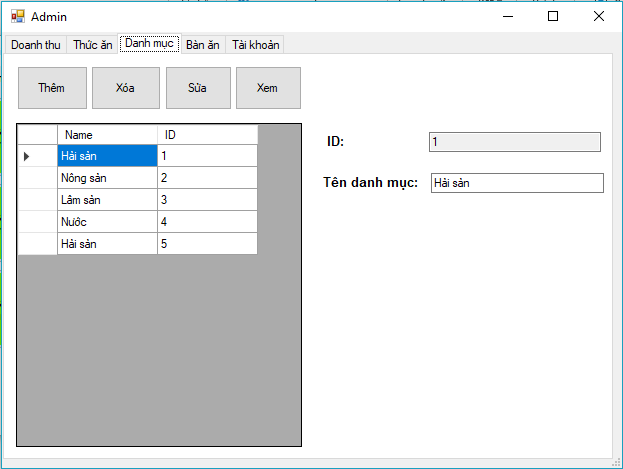 Admin
Doanh thu Thức ăn Danh mục Bàn ăn Tài khoản
Thêm Xóa Sửa Xem
Name ID
Hải sản 1
Nông sản 2
Lâm sản 3
Nước 4
Hải sản 5
ID: 1
Tên danh mục: Hải sản